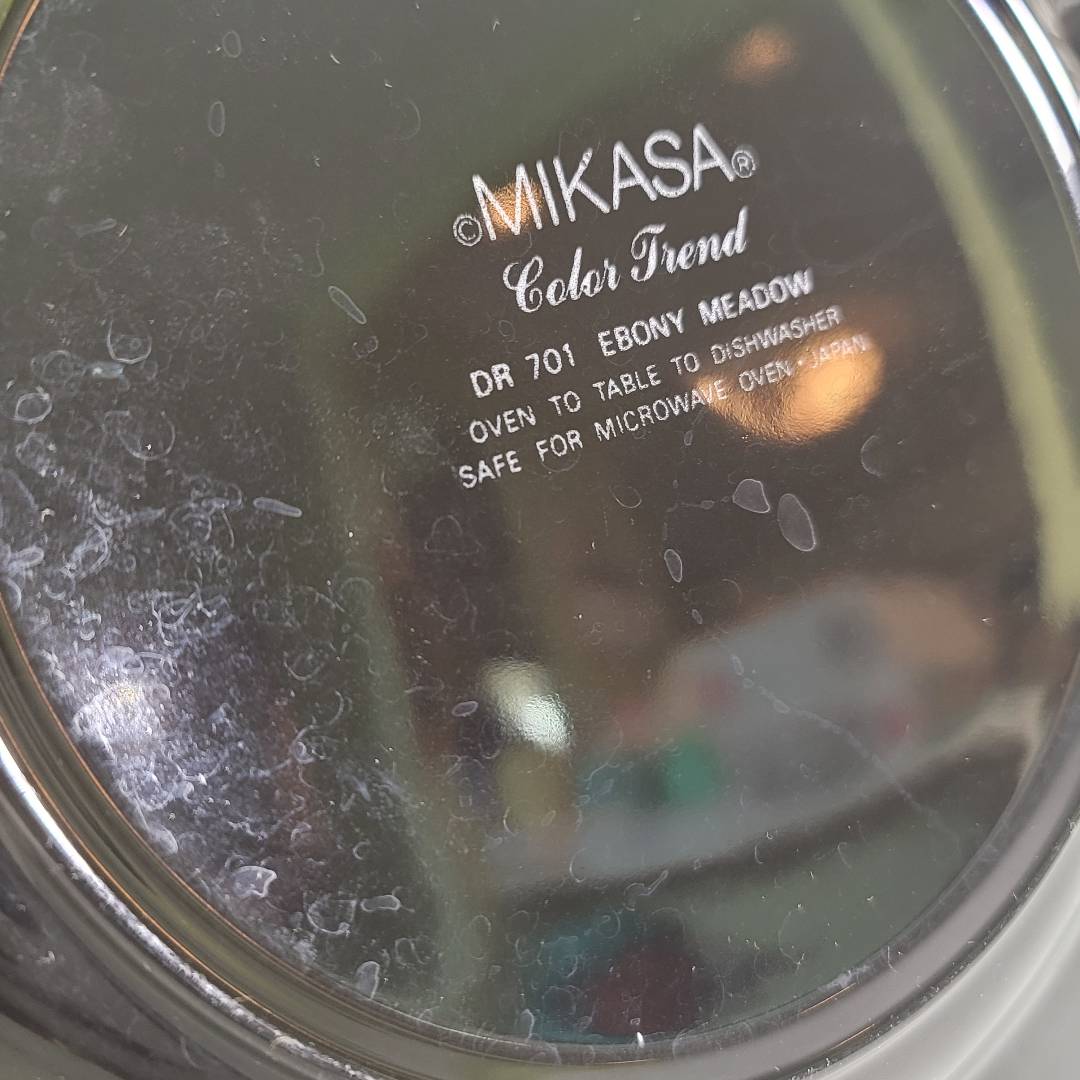 ©MIKASA®
Color Trend
DR 701 EBONY MEADOW
OVEN TO TABLE TO DISHWASHER
SAFE FOR MICROWAVE OVEN • JAPAN